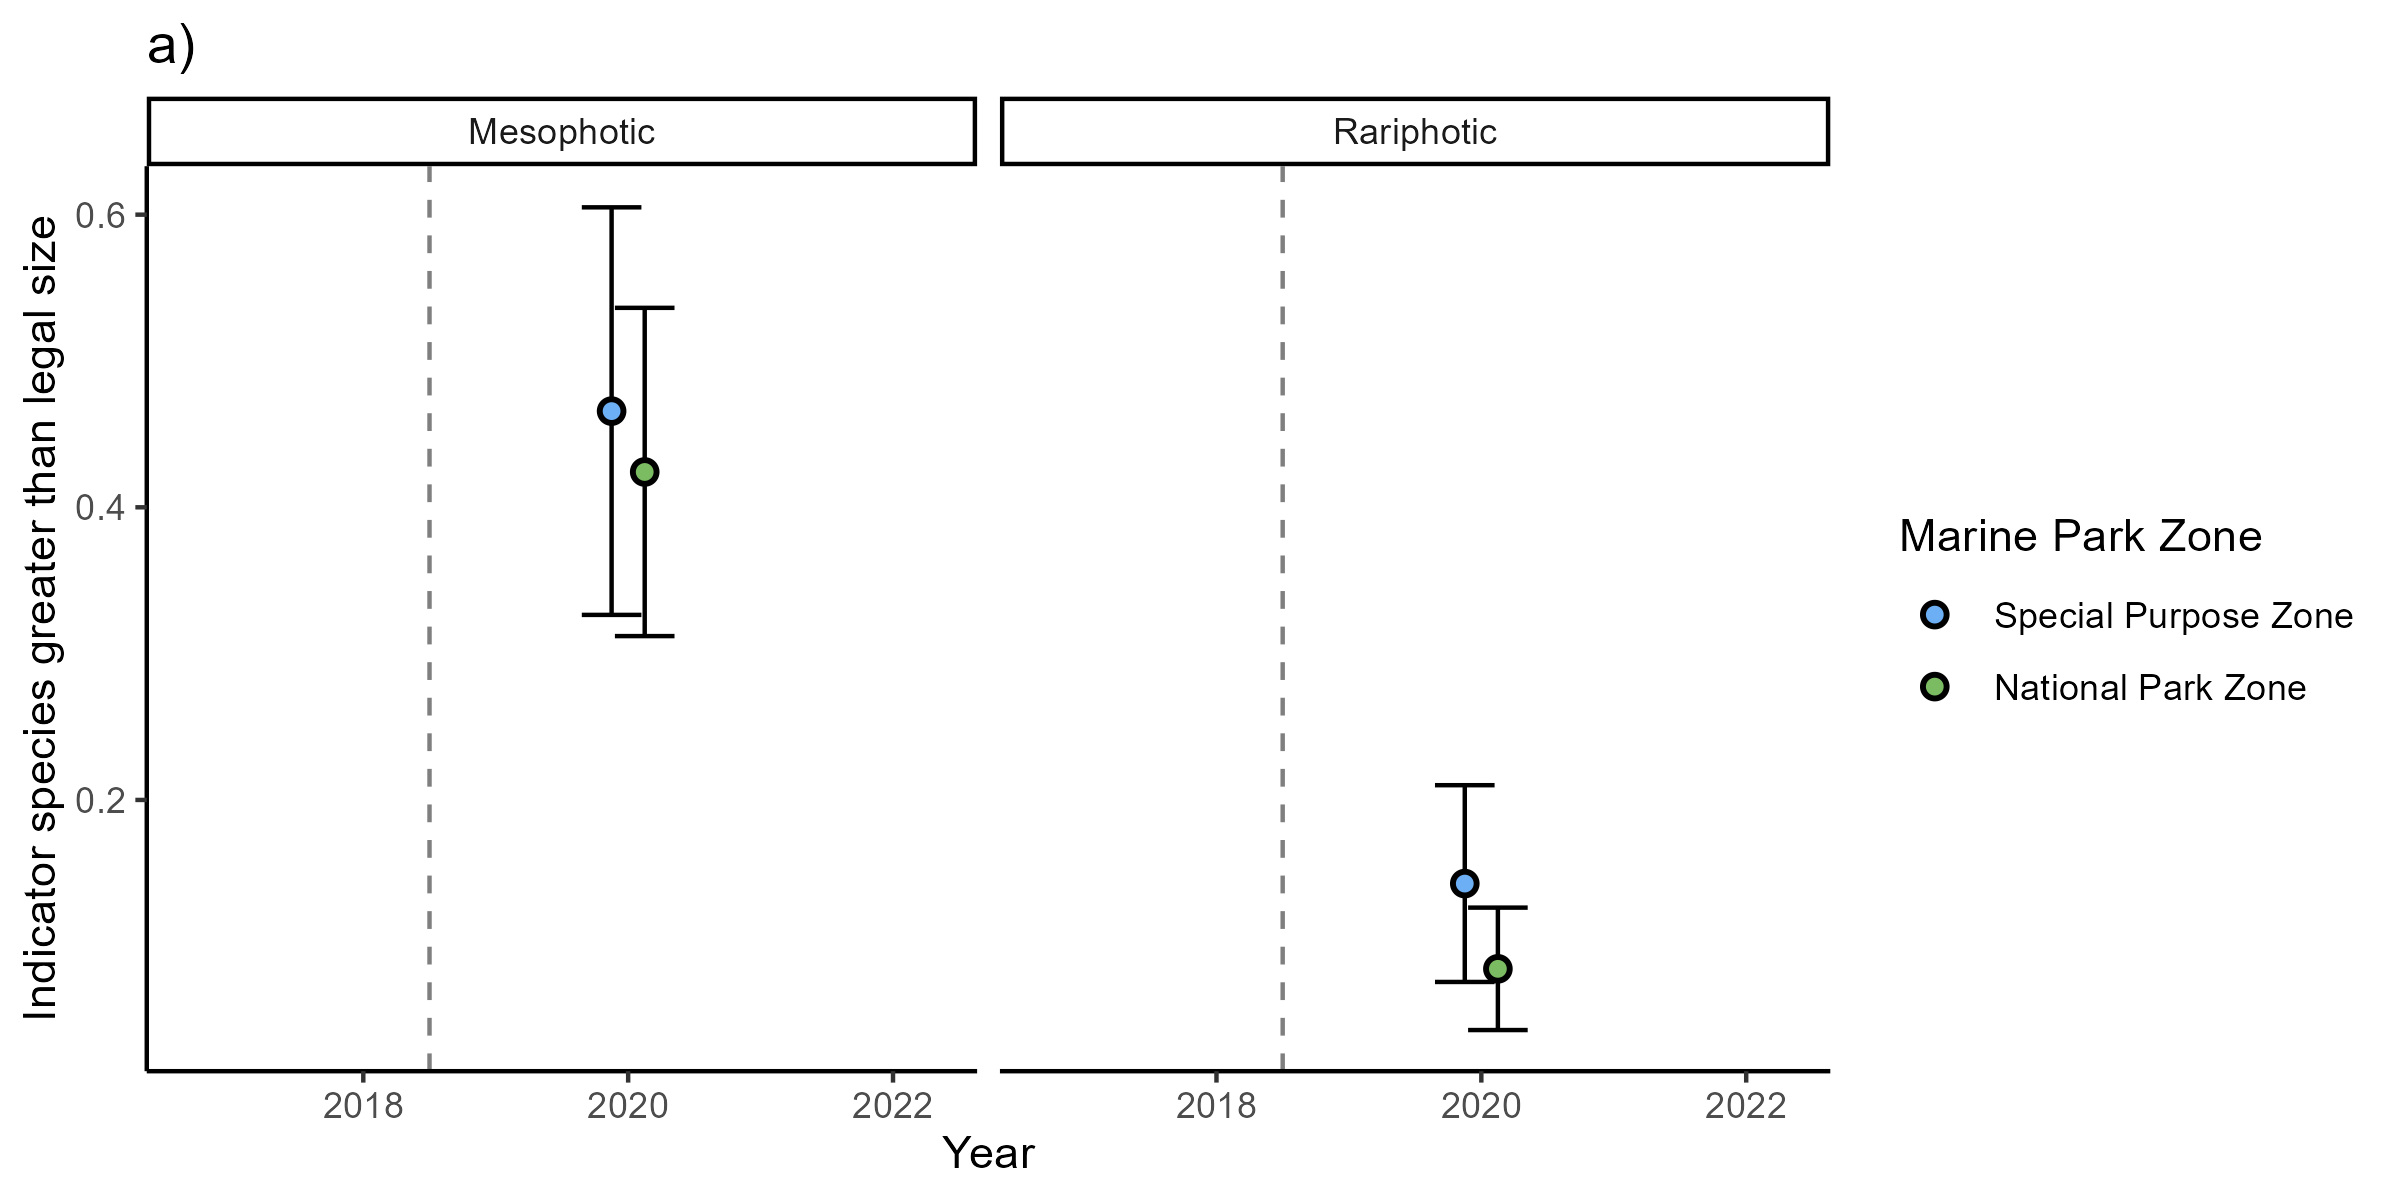 a)
Mesophotic
Rariphotic
Indicator species greater than legal size
0.6
0.4
0.2
2018
2020
2022
2018
2020
2022
Year
Marine Park Zone
Special Purpose Zone
National Park Zone